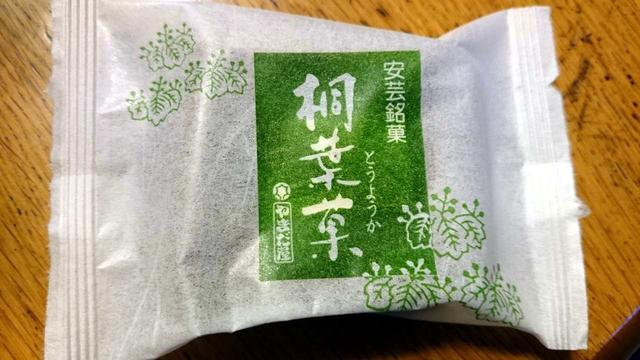 安芸銘菓
桐葉菓
とうようか
やまだ屋